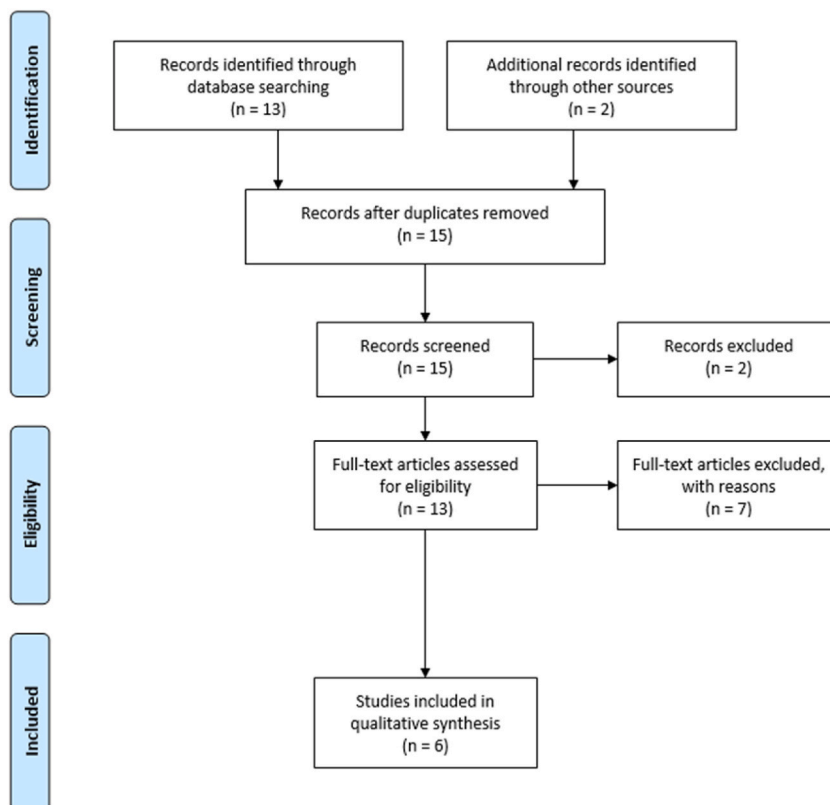 Identification
Records identified through
database searching
(n = 13)
Additional records identified
through other sources
(n = 2)
Records after duplicates removed
(n = 15)
Screening
Records screened
(n = 15)
Records excluded
(n = 2)
Eligibility
Full-text articles assessed
for eligibility
(n = 13)
Full-text articles excluded,
with reasons
(n = 7)
Included
Studies included in
qualitative synthesis
(n = 6)